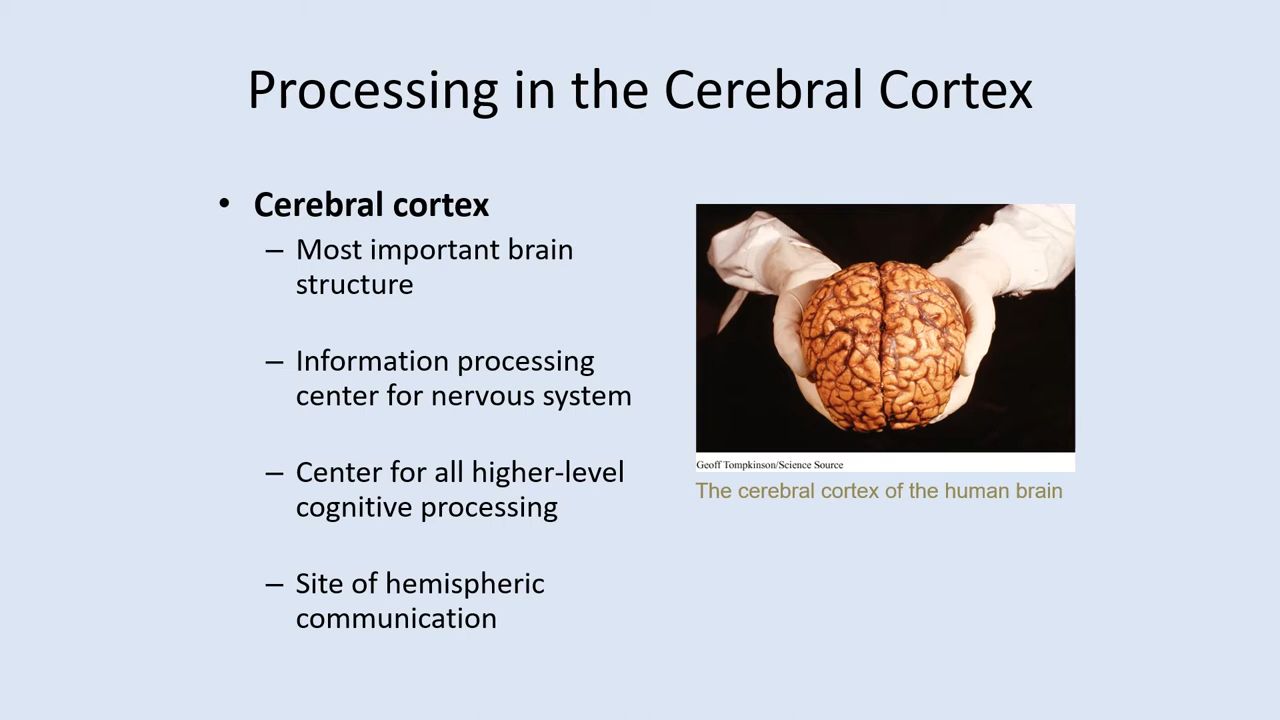 Processing in the Cerebral Cortex
• Cerebral cortex
– Most important brain
structure
– Information processing
center for nervous system
– Center for all higher-level
cognitive processing
– Site of hemispheric
communication
Geoff Tompkinson/Science Source
The cerebral cortex of the human brain